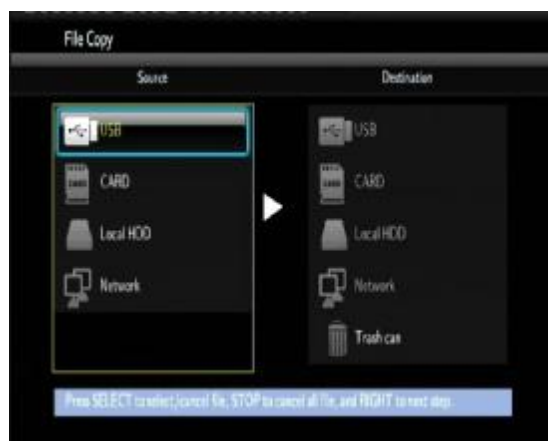 File Copy
Source
Destination
USB
CARD
Local HDD
Network
USB
CARD
Local HDD
Network
Trash can
Press SELECT to select/cancel file, STOP to cancel all file, and RIGHT to next step.